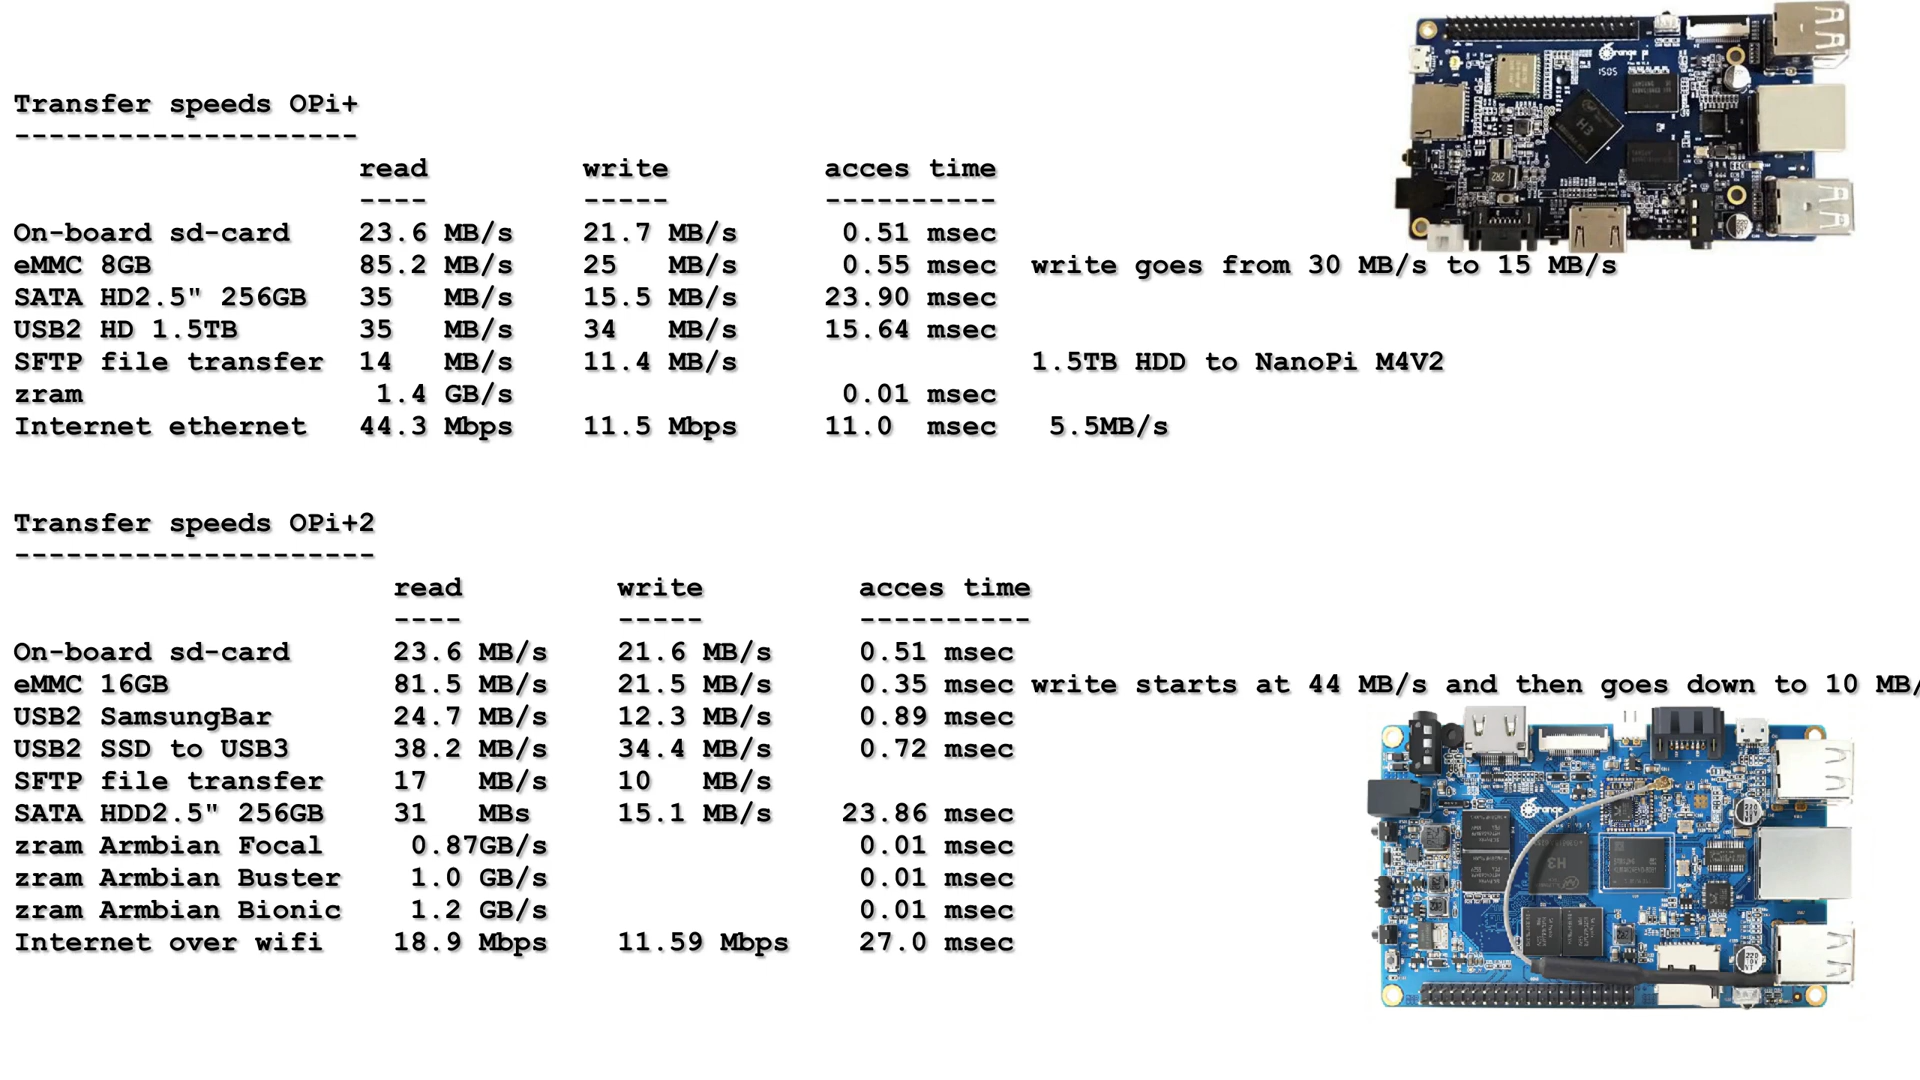 Transfer speeds OPi+
--------------------
read write acces time
---- ----- ----------
On-board sd-card 23.6 MB/s 21.7 MB/s 0.51 msec
eMMC 8GB 85.2 MB/s 25 MB/s 0.55 msec write goes from 30 MB/s to 15 MB/s
SATA HD2.5" 256GB 35 MB/s 15.5 MB/s 23.90 msec
USB2 HD 1.5TB 35 MB/s 34 MB/s 15.64 msec
SFTP file transfer 14 MB/s 11.4 MB/s 1.5TB HDD to NanoPi M4V2
zram 1.4 GB/s 0.01 msec
Internet ethernet 44.3 Mbps 11.5 Mbps 11.0 msec 5.5MB/s
Transfer speeds OPi+2
---------------------
read write acces time
---- ----- ----------
On-board sd-card 23.6 MB/s 21.6 MB/s 0.51 msec
eMMC 16GB 81.5 MB/s 21.5 MB/s 0.35 msec write starts at 44 MB/s and then goes down to 10 MB/
USB2 SamsungBar 24.7 MB/s 12.3 MB/s 0.89 msec
USB2 SSD to USB3 38.2 MB/s 34.4 MB/s 0.72 msec
SFTP file transfer 17 MB/s 10 MB/s
SATA HDD2.5" 256GB 31 MBs 15.1 MB/s 23.86 msec
zram Armbian Focal 0.87GB/s 0.01 msec
zram Armbian Buster 1.0 GB/s 0.01 msec
zram Armbian Bionic 1.2 GB/s 0.01 msec
Internet over wifi 18.9 Mbps 11.59 Mbps 27.0 msec
range Pi
H3
2R2
range
H3
220